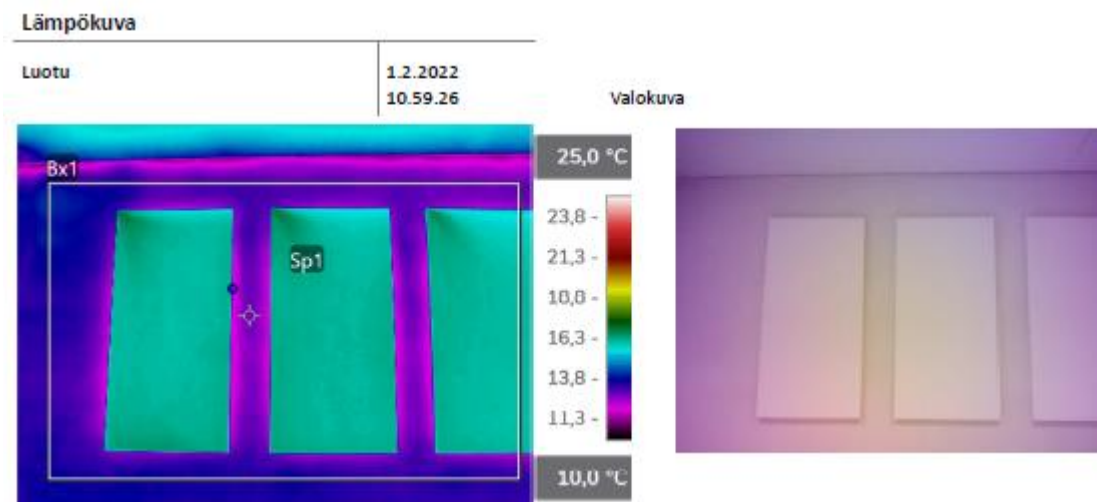 Lämpökuva
Luotu
1.2.2022
10.59.26
Valokuva
Bx1
Sp1
25,0 °C
23,8 -
21,3 -
18,8 -
16,3 -
13,8 -
11,3 -
10,0 °C